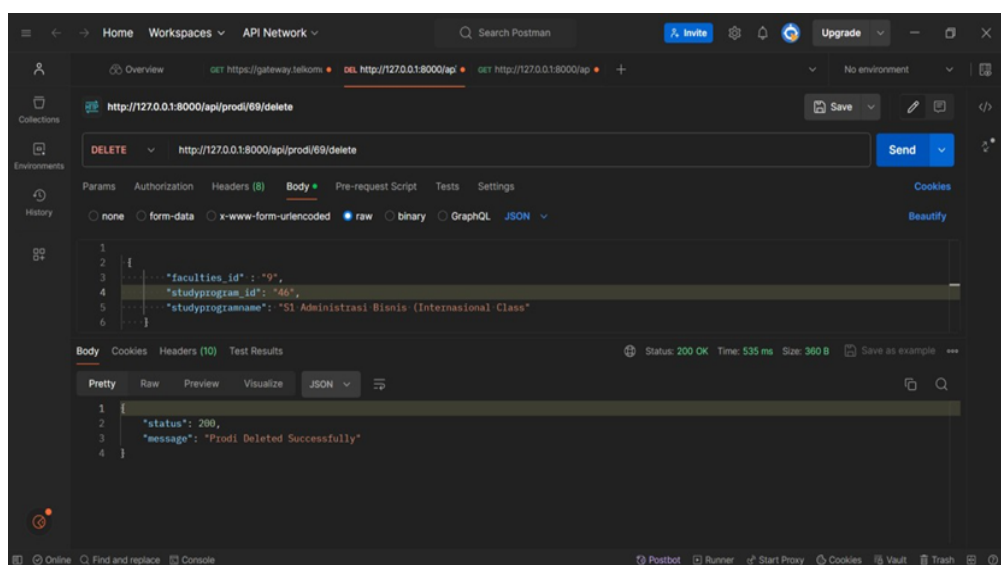 Home Workspaces API Network Search Postman Invite Upgrade
Overview GET https://gateway.telkomu DEL http://127.0.0.1:8000/api GET http://127.0.0.1:8000/ap + No environment
Collections
http://127.0.0.1:8000/api/prodi/69/delete Save
Environments
DELETE http://127.0.0.1:8000/api/prodi/69/delete Send
Params Authorization Headers (8) Body Pre-request Script Tests Settings Cookies
History
none form-data x-www-form-urlencoded raw binary GraphQL JSON Beautify
1
2 {
3 "faculties_id" : "9",
4 "studyprogram_id": "46",
5 "studyprogramname": "S1 Administrasi Bisnis (Internasional Class"
6 }
Body Cookies Headers (10) Test Results Status: 200 OK Time: 535 ms Size: 360 B Save as example
Pretty Raw Preview Visualize JSON
1 {
2 "status": 200,
3 "message": "Prodi Deleted Successfully"
4 }
Online Find and replace Console Postbot Runner Start Proxy Cookies Vault Trash